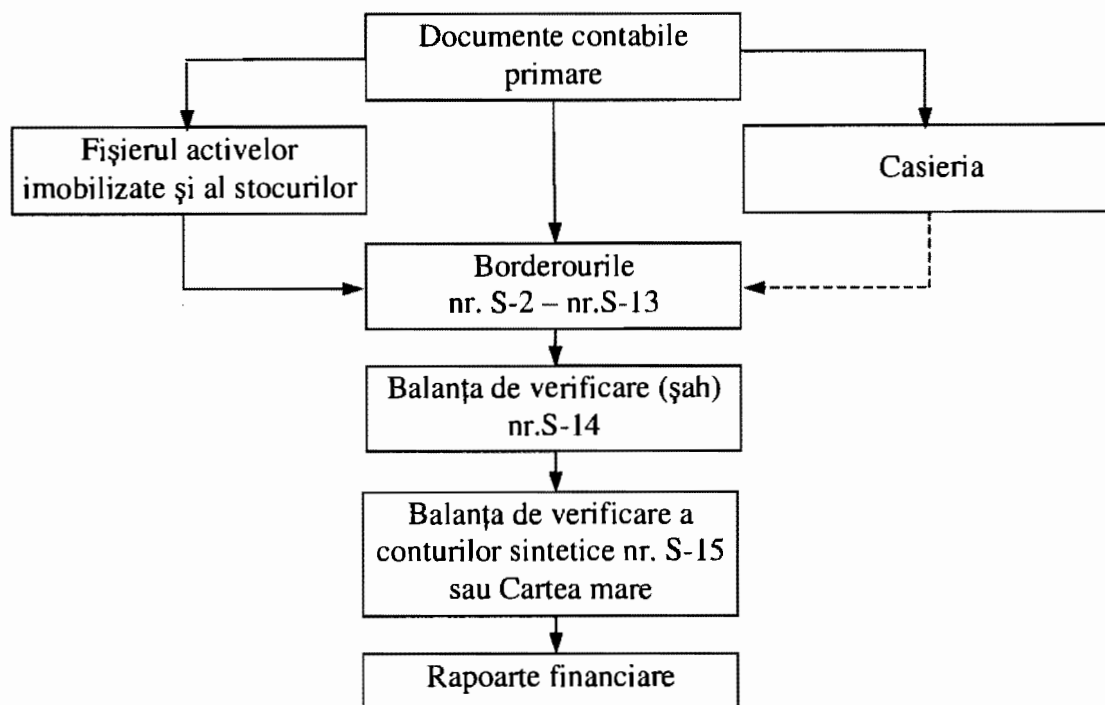 Documente contabile
primare
Fişierul activelor
imobilizate şi al stocurilor
Casieria
Borderourile
nr. S-2 – nr.S-13
Balanţa de verificare (şah)
nr.S-14
Balanţa de verificare a
conturilor sintetice nr. S-15
sau Cartea mare
Rapoarte financiare